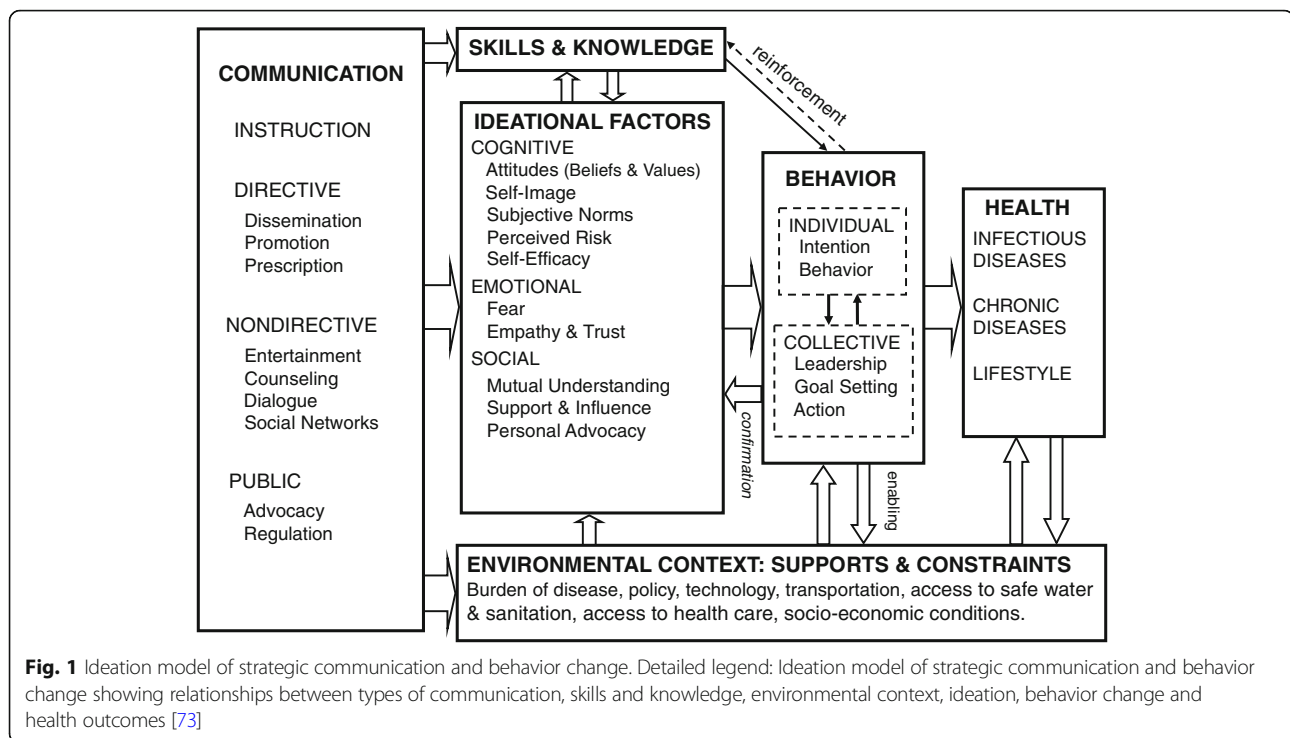 COMMUNICATION
INSTRUCTION
DIRECTIVE
Dissemination
Promotion
Prescription
NONDIRECTIVE
Entertainment
Counseling
Dialogue
Social Networks
PUBLIC
Advocacy
Regulation
SKILLS & KNOWLEDGE
reinforcement
IDEATIONAL FACTORS
COGNITIVE
Attitudes (Beliefs & Values)
Self-Image
Subjective Norms
Perceived Risk
Self-Efficacy
EMOTIONAL
Fear
Empathy & Trust
SOCIAL
Mutual Understanding
Support & Influence
Personal Advocacy
confirmation
BEHAVIOR
INDIVIDUAL
Intention
Behavior
COLLECTIVE
Leadership
Goal Setting
Action
enabling
HEALTH
INFECTIOUS
DISEASES
CHRONIC
DISEASES
LIFESTYLE
ENVIRONMENTAL CONTEXT: SUPPORTS & CONSTRAINTS
Burden of disease, policy, technology, transportation, access to safe water
& sanitation, access to health care, socio-economic conditions.
Fig. 1 Ideation model of strategic communication and behavior change. Detailed legend: Ideation model of strategic communication and behavior
change showing relationships between types of communication, skills and knowledge, environmental context, ideation, behavior change and
health outcomes [73]